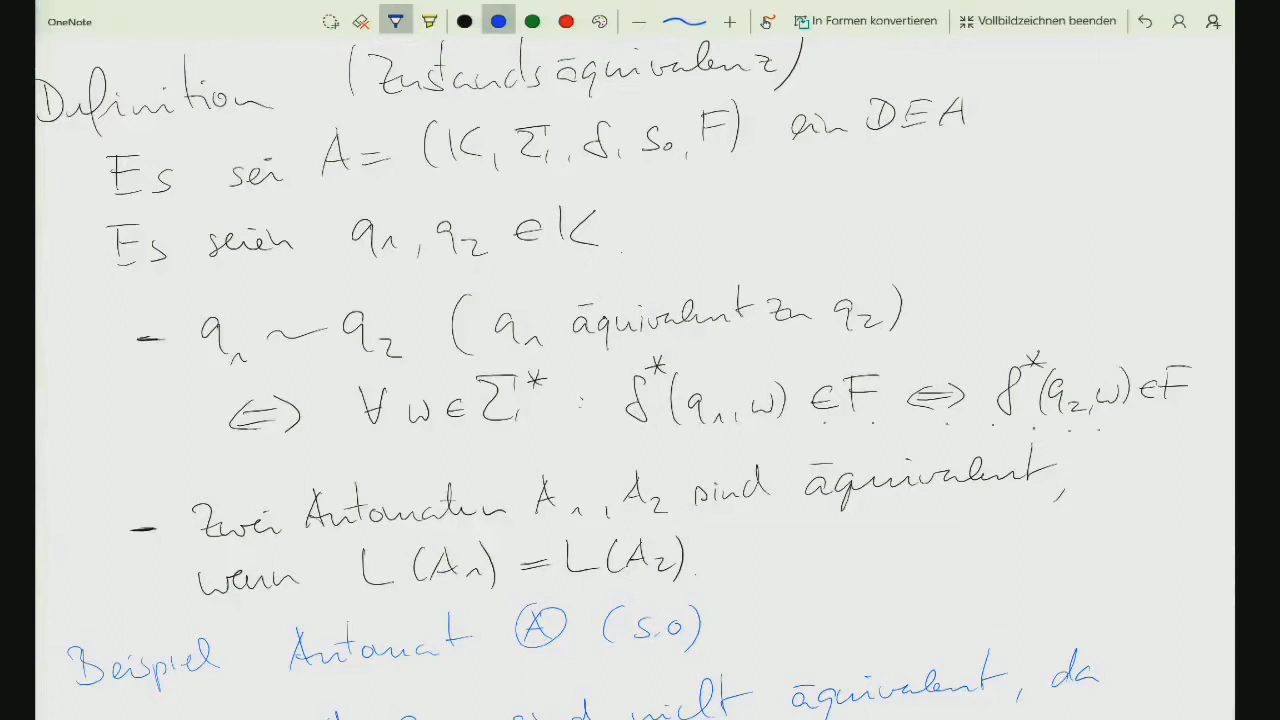 OneNote
In Formen konvertieren
Vollbildzeichnen beenden
Definition (Zustandsäquivalenz)
Es sei A = (K, Σ, δ, s₀, F) ein DEA
Es seien q₁, q₂ ∈ K.
- q₁ ~ q₂ (q₁ äquivalent zu q₂)
⇔ ∀ w ∈ Σ* : δ*(q₁, w) ∈ F ⇔ δ*(q₂, w) ∈ F
- Zwei Automaten A₁, A₂ sind äquivalent,
wenn L(A₁) = L(A₂).
Beispiel Automat A (s.o)
sind nicht äquivalent, da